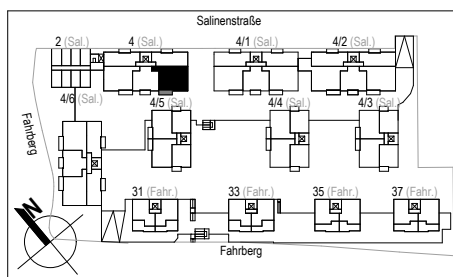 Salinenstraße
2 (Sal.) 4 (Sal.) 4/1 (Sal.) 4/2 (Sal.)
4/6 (Sal.) 4/5 (Sal.) 4/4 (Sal.) 4/3 (Sal.)
Fahrberg
31 (Fahr.) 33 (Fahr.) 35 (Fahr.) 37 (Fahr.)
N
Fahrberg